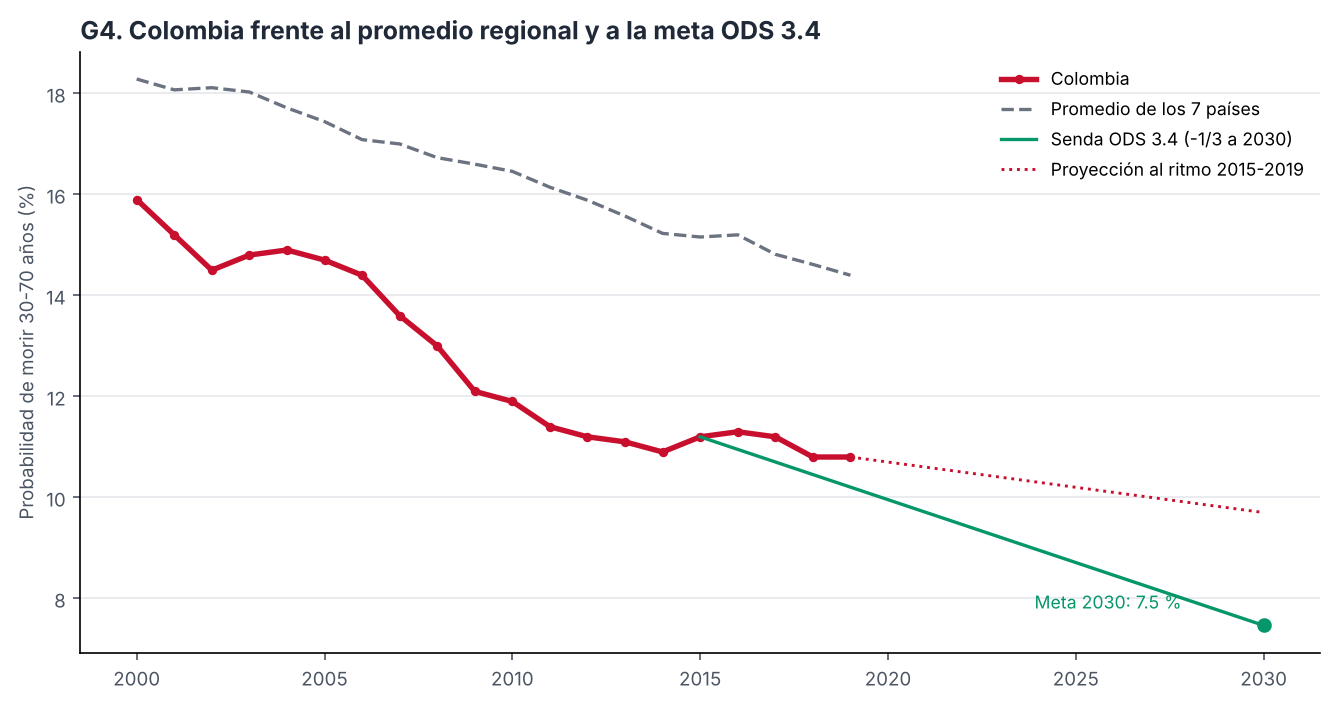 G4. Colombia frente al promedio regional y a la meta ODS 3.4
Colombia
Promedio de los 7 países
Senda ODS 3.4 (-1/3 a 2030)
Proyección al ritmo 2015-2019
Probabilidad de morir 30-70 años (%)
18
16
14
12
10
8
Meta 2030: 7.5 %
2000
2005
2010
2015
2020
2025
2030